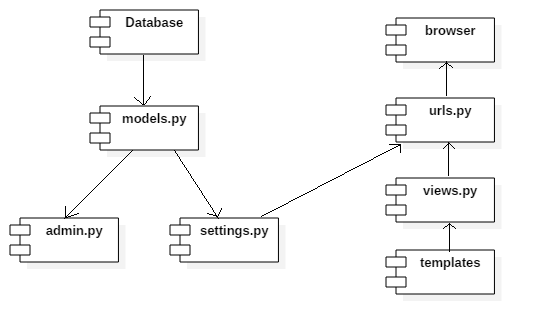 Database
browser
models.py
urls.py
views.py
admin.py
settings.py
templates